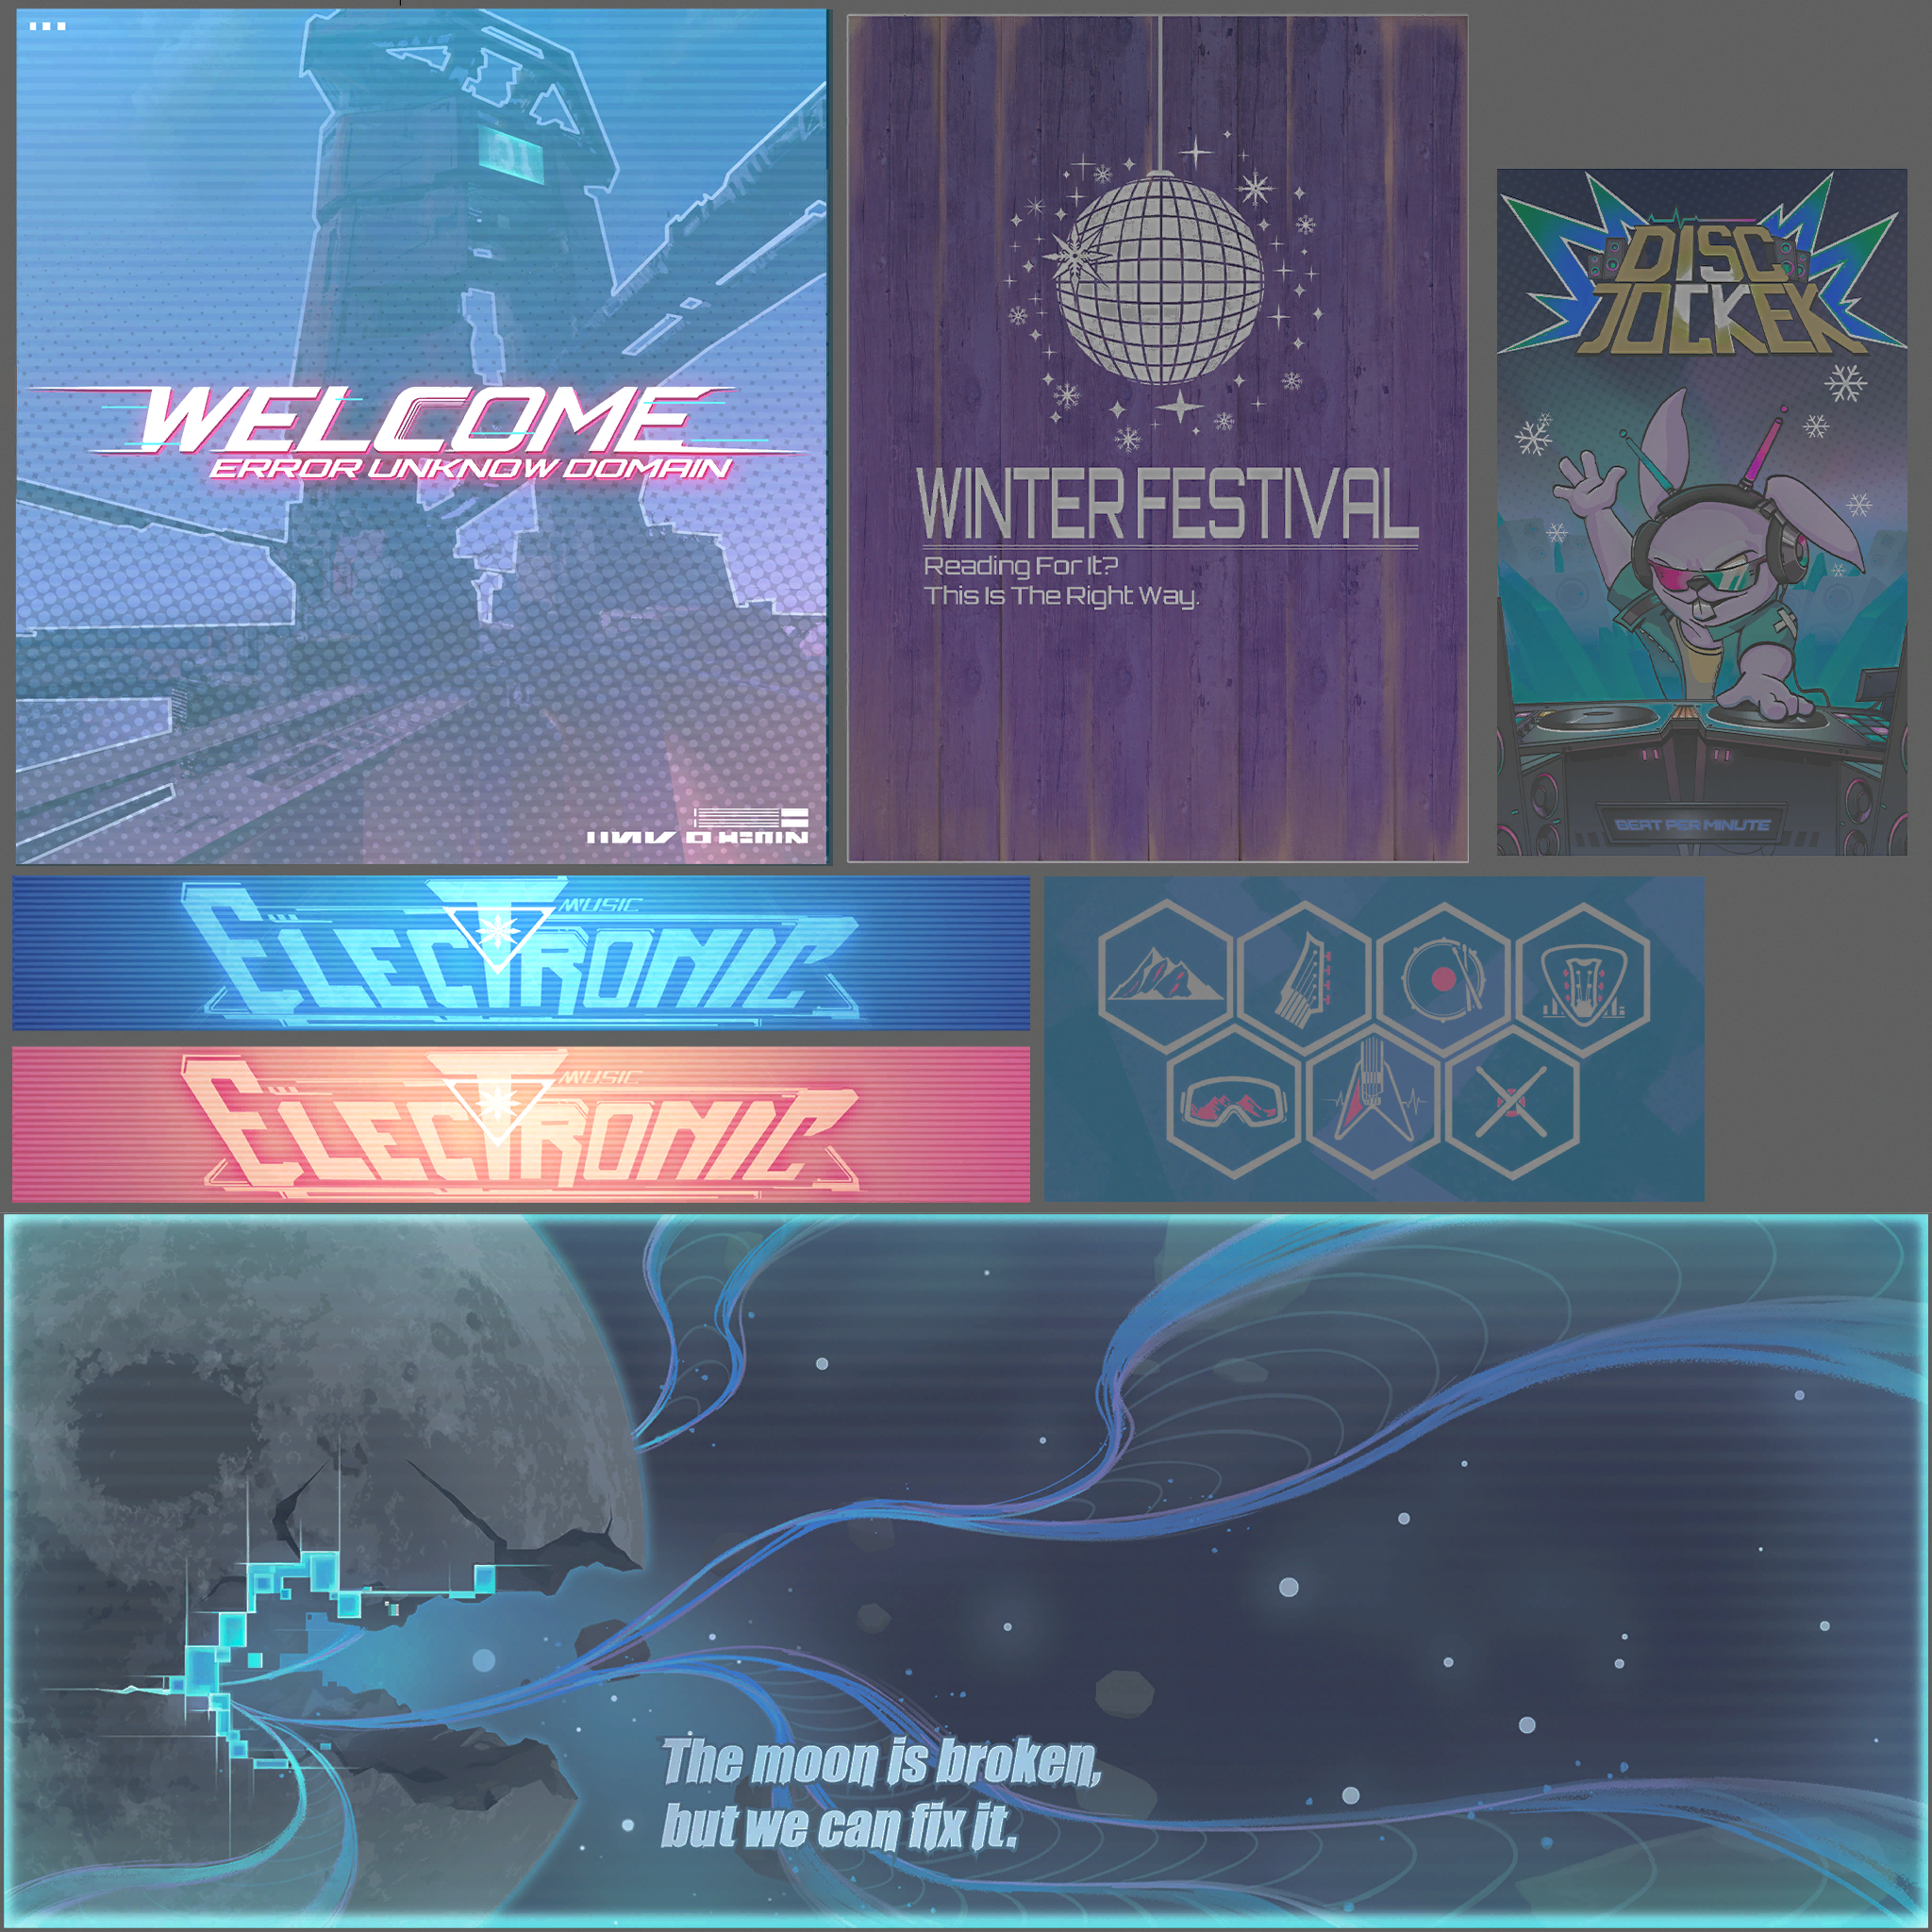 WELCOME
ERROR UNKNOW DOMAIN
WINTER FESTIVAL
Reading For It?
This Is The Right Way.
DISC
JOCKEY
BEAT PER MINUTE
MUSIC
ELECTRONIC
MUSIC
ELECTRONIC
The moon is broken,
but we can fix it.